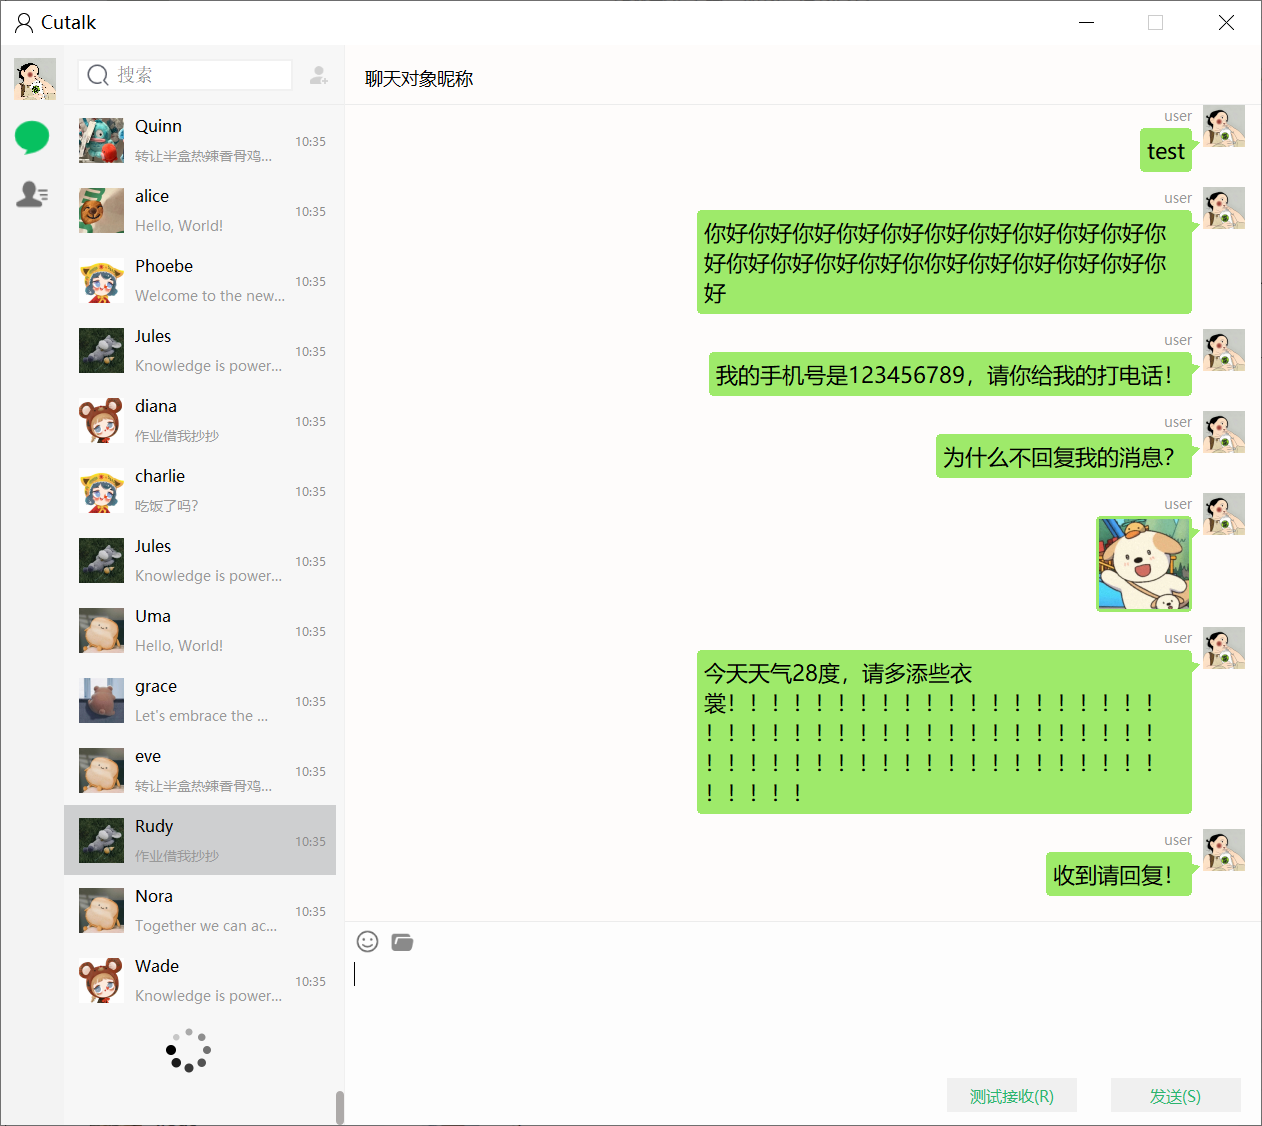 Cutalk
搜索
Quinn
转让半盒热辣香骨鸡...
10:35
alice
Hello, World!
10:35
Phoebe
Welcome to the new...
10:35
Jules
Knowledge is power...
10:35
diana
作业借我抄抄
10:35
charlie
吃饭了吗?
10:35
Jules
Knowledge is power...
10:35
Uma
Hello, World!
10:35
grace
Let's embrace the ...
10:35
eve
转让半盒热辣香骨鸡...
10:35
Rudy
作业借我抄抄
10:35
Nora
Together we can ac...
10:35
Wade
Knowledge is power...
10:35
聊天对象昵称
user
test
user
你好你好你好你好你好你好你好你好你好你好你
好你好你好你好你好你你好你好你好你好你好你
好
user
我的手机号是123456789，请你给我的打电话！
user
为什么不回复我的消息？
user
user
今天天气28度，请多添些衣
裳！！！！！！！！！！！！！！！！！！！！
！！！！！！！！！！！！！！！！！！！！！
！！！！！！！！！！！！！！！！！！！！！
！！！！！
user
收到请回复！
测试接收(R)
发送(S)